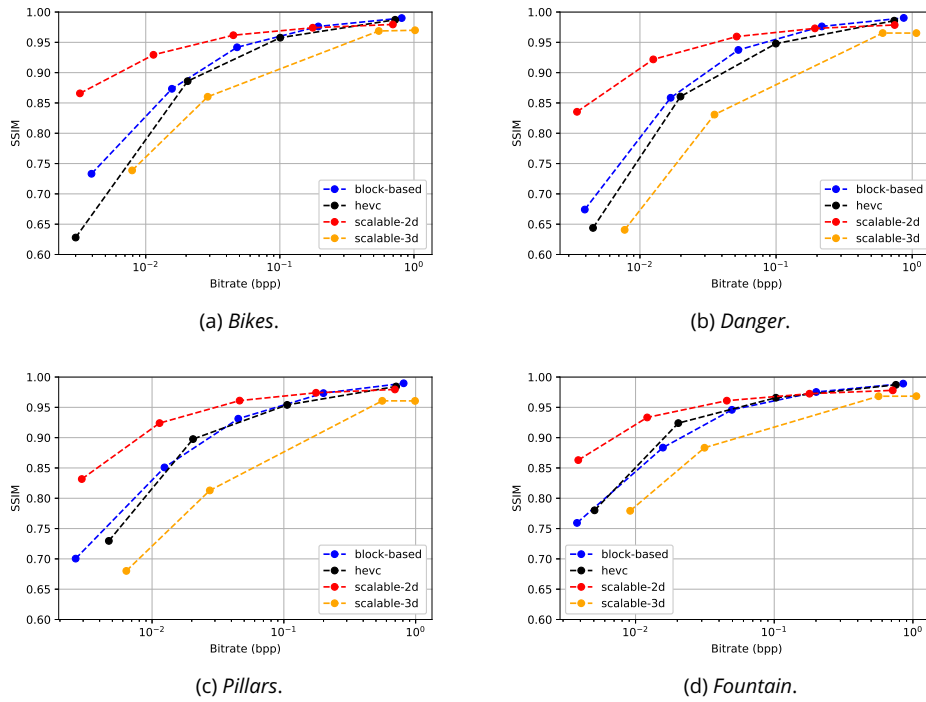 1.00
0.95
0.90
0.85
0.80
0.75
0.70
0.65
0.60
SSIM
block-based
hevc
scalable-2d
scalable-3d
10⁻² 10⁻¹ 10⁰
Bitrate (bpp)
(a) Bikes.
1.00
0.95
0.90
0.85
0.80
0.75
0.70
0.65
0.60
SSIM
block-based
hevc
scalable-2d
scalable-3d
10⁻² 10⁻¹ 10⁰
Bitrate (bpp)
(b) Danger.
1.00
0.95
0.90
0.85
0.80
0.75
0.70
0.65
0.60
SSIM
block-based
hevc
scalable-2d
scalable-3d
10⁻² 10⁻¹ 10⁰
Bitrate (bpp)
(c) Pillars.
1.00
0.95
0.90
0.85
0.80
0.75
0.70
0.65
0.60
SSIM
block-based
hevc
scalable-2d
scalable-3d
10⁻² 10⁻¹ 10⁰
Bitrate (bpp)
(d) Fountain.